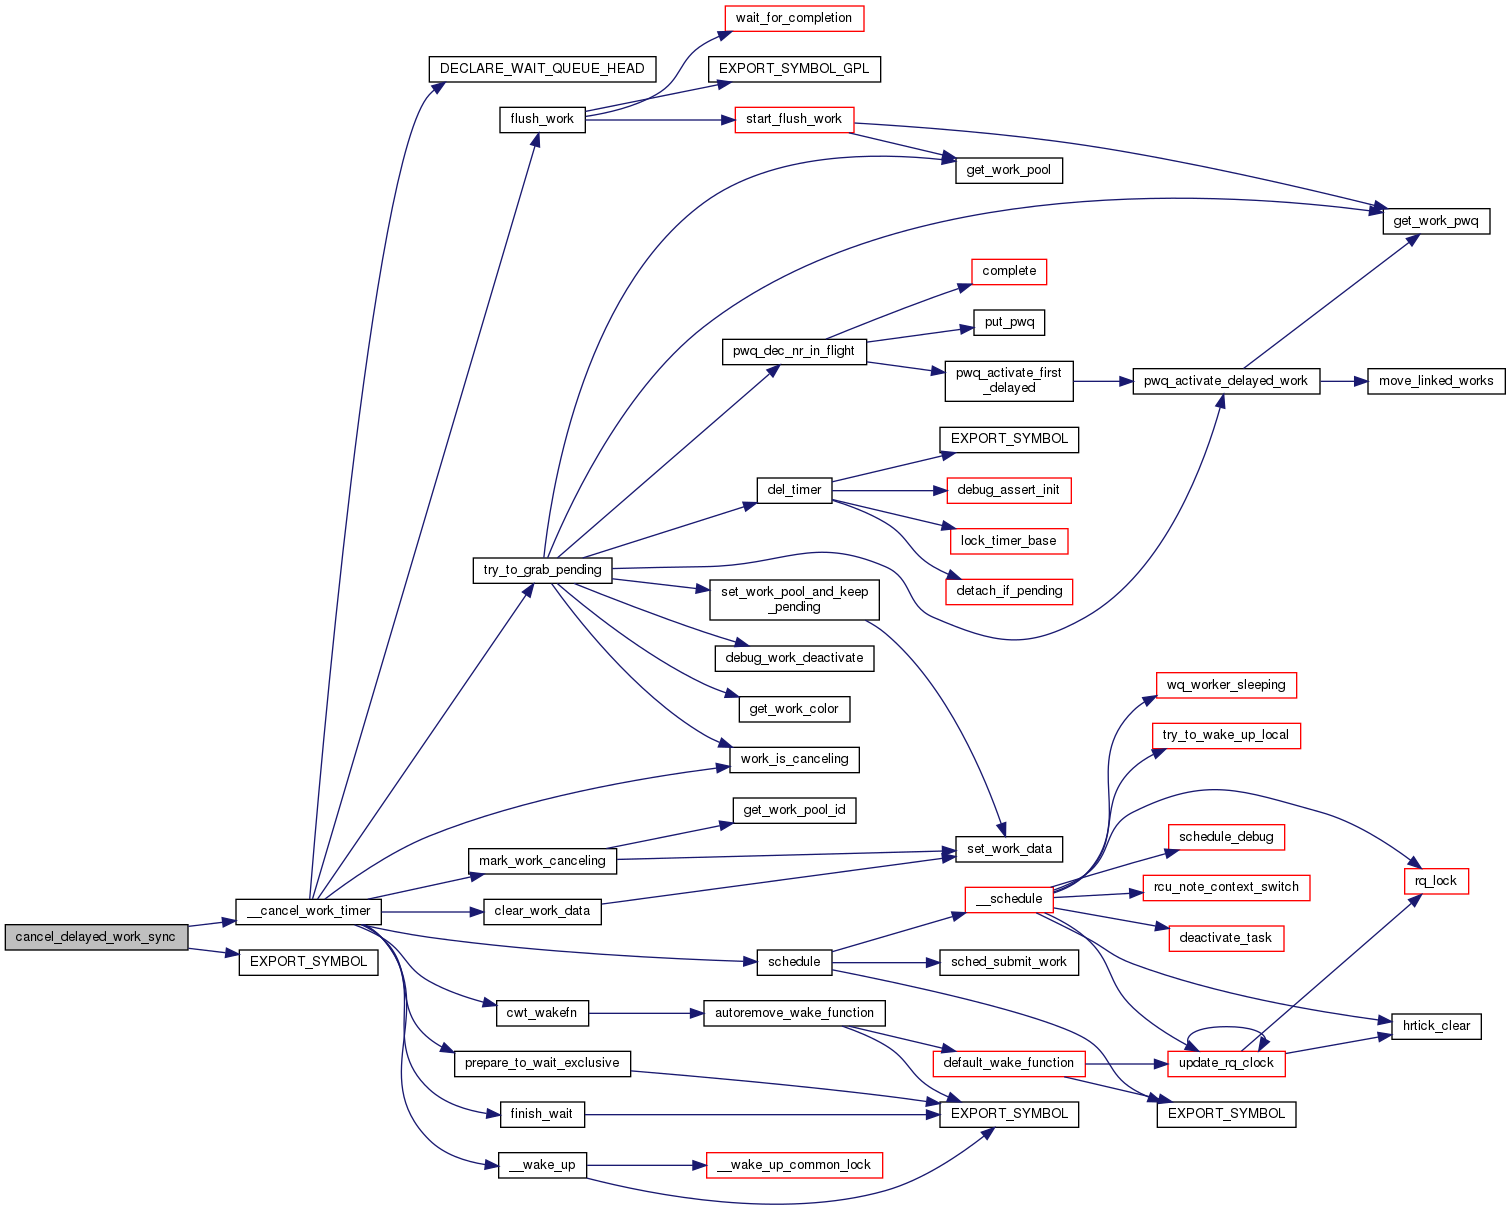 wait_for_completion
DECLARE_WAIT_QUEUE_HEAD
EXPORT_SYMBOL_GPL
flush_work
start_flush_work
get_work_pool
get_work_pwq
complete
put_pwq
pwq_dec_nr_in_flight
pwq_activate_first
_delayed
pwq_activate_delayed_work
move_linked_works
EXPORT_SYMBOL
del_timer
debug_assert_init
lock_timer_base
try_to_grab_pending
detach_if_pending
set_work_pool_and_keep
_pending
debug_work_deactivate
wq_worker_sleeping
get_work_color
try_to_wake_up_local
work_is_canceling
get_work_pool_id
schedule_debug
set_work_data
mark_work_canceling
rq_lock
rcu_note_context_switch
__schedule
__cancel_work_timer
clear_work_data
cancel_delayed_work_sync
deactivate_task
EXPORT_SYMBOL
schedule
sched_submit_work
cwt_wakefn
autoremove_wake_function
hrtick_clear
prepare_to_wait_exclusive
default_wake_function
update_rq_clock
finish_wait
EXPORT_SYMBOL
EXPORT_SYMBOL
__wake_up
__wake_up_common_lock